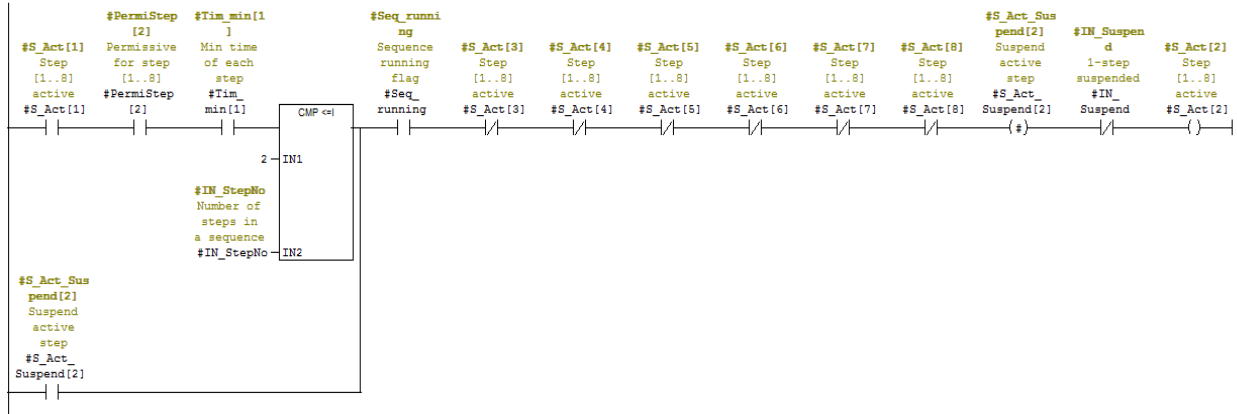 #PermiStep
[2]
Permissive
for step
[1..8]
#PermiStep
[2]
#Tim_min[1
]
Min time
of each
step
#Tim_
min[1]
#S_Act[1]
Step
[1..8]
active
#S_Act[1]
CMP <=I
2
IN1
#IN_StepNo
Number of
steps in
a sequence
#IN_StepNo
IN2
#Seq_runni
ng
Sequence
running
flag
#Seq_
running
#S_Act[3]
Step
[1..8]
active
#S_Act[3]
#S_Act[4]
Step
[1..8]
active
#S_Act[4]
#S_Act[5]
Step
[1..8]
active
#S_Act[5]
#S_Act[6]
Step
[1..8]
active
#S_Act[6]
#S_Act[7]
Step
[1..8]
active
#S_Act[7]
#S_Act[8]
Step
[1..8]
active
#S_Act[8]
#S_Act_Sus
pend[2]
Suspend
active
step
#S_Act_
Suspend[2]
(#)
#IN_Suspen
d
1-step
suspended
#IN_
Suspend
#S_Act[2]
Step
[1..8]
active
#S_Act[2]
#S_Act_Sus
pend[2]
Suspend
active
step
#S_Act_
Suspend[2]